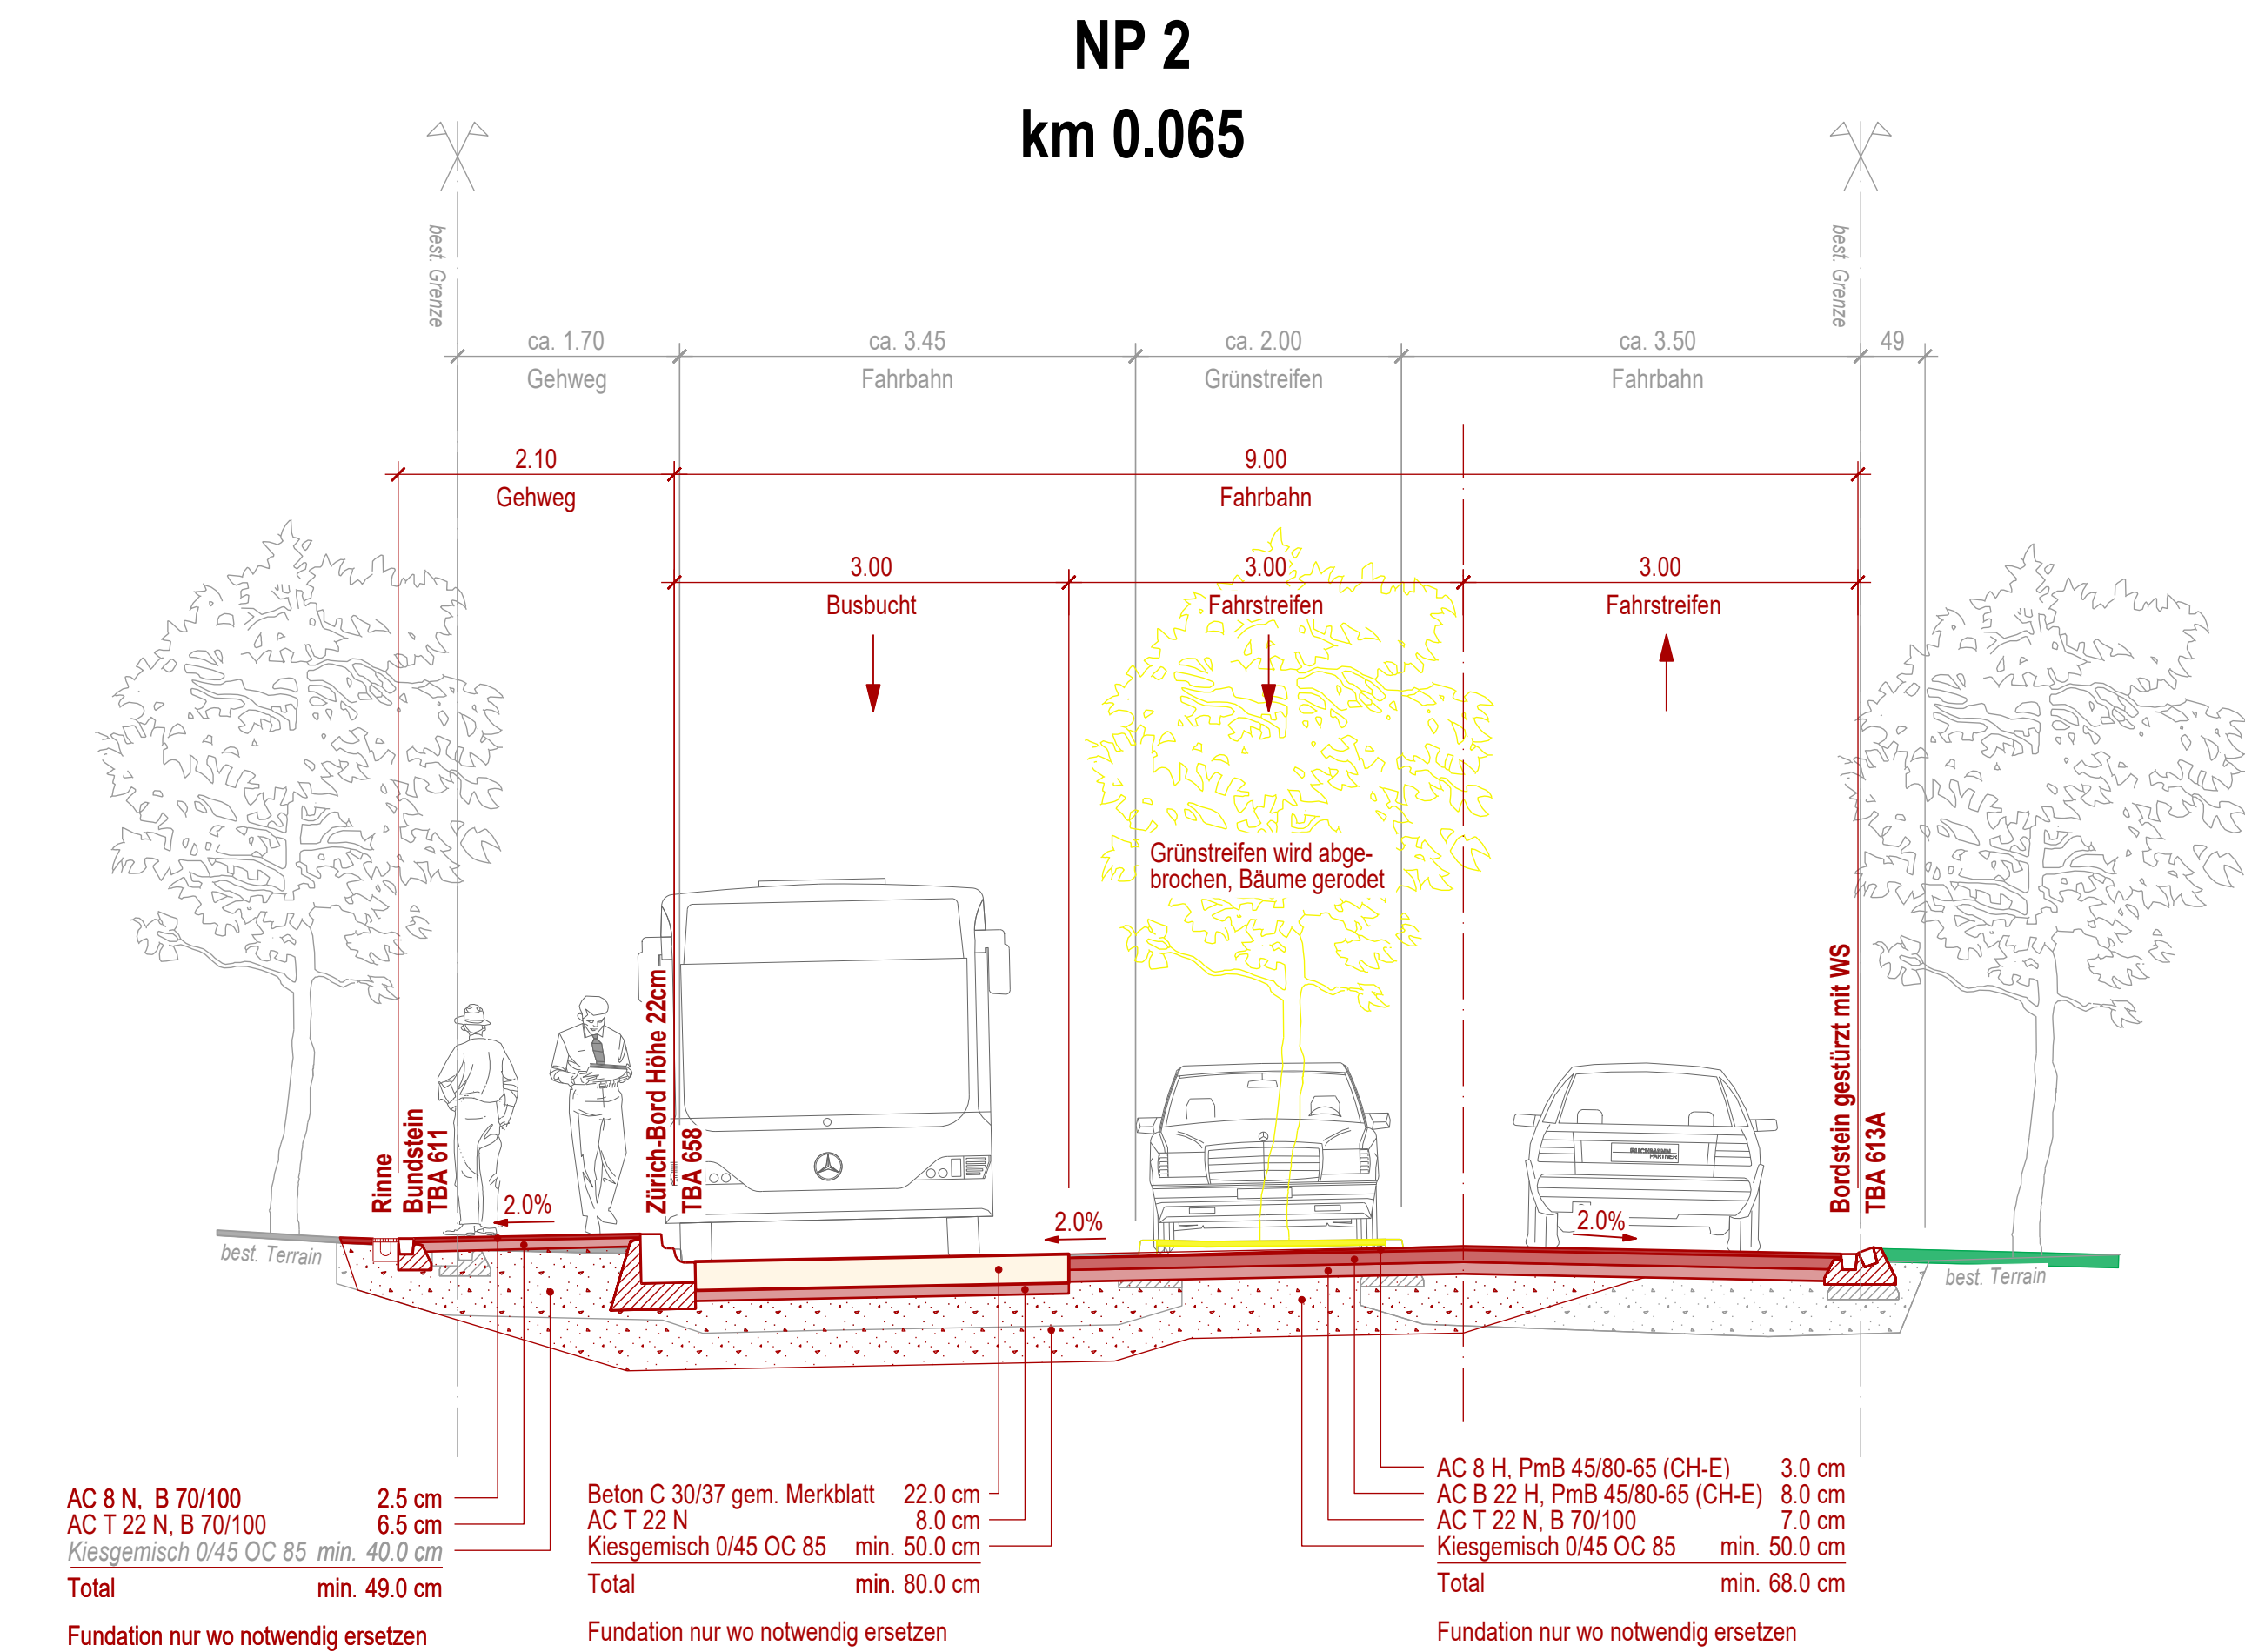 NP 2
km 0.065
best. Grenze
best. Grenze
ca. 1.70
ca. 3.45
ca. 2.00
ca. 3.50
49
Gehweg
Fahrbahn
Grünstreifen
Fahrbahn
2.10
9.00
Gehweg
Fahrbahn
3.00
3.00
3.00
Busbucht
Fahrstreifen
Fahrstreifen
Grünstreifen wird abge-
brochen, Bäume gerodet
Rinne
Bundstein
TBA 611
Zürich-Bord Höhe 22cm
TBA 658
Bordstein gestürzt mit WS
TBA 613A
BUCHMANN
PARTNER
2.0%
2.0%
2.0%
best. Terrain
best. Terrain
AC 8 N, B 70/100 2.5 cm
AC T 22 N, B 70/100 6.5 cm
Kiesgemisch 0/45 OC 85 min. 40.0 cm
Total min. 49.0 cm
Fundation nur wo notwendig ersetzen
Beton C 30/37 gem. Merkblatt 22.0 cm
AC T 22 N 8.0 cm
Kiesgemisch 0/45 OC 85 min. 50.0 cm
Total min. 80.0 cm
Fundation nur wo notwendig ersetzen
AC 8 H, PmB 45/80-65 (CH-E) 3.0 cm
AC B 22 H, PmB 45/80-65 (CH-E) 8.0 cm
AC T 22 N, B 70/100 7.0 cm
Kiesgemisch 0/45 OC 85 min. 50.0 cm
Total min. 68.0 cm
Fundation nur wo notwendig ersetzen